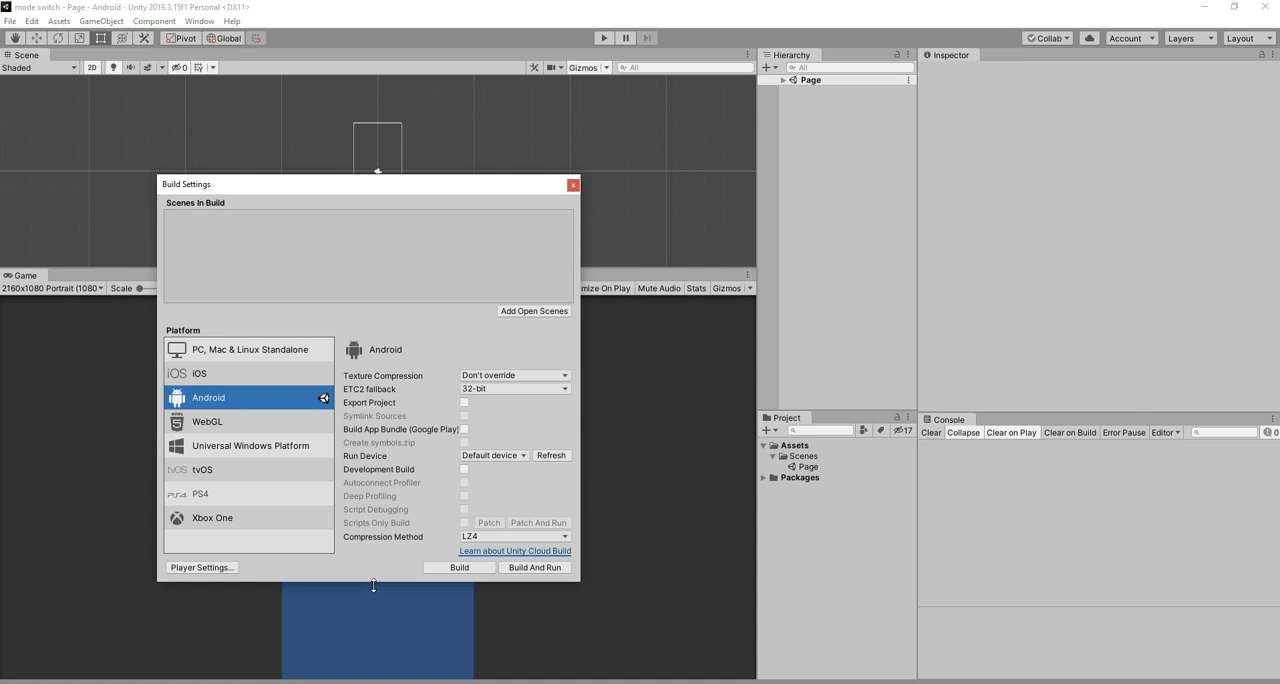 mode switch - Page - Android - Unity 2019.3.15f1 Personal <DX11>
File Edit Assets GameObject Component Window Help
Pivot Global Collab Account Layers Layout
Scene
Shaded 2D 0 Gizmos All
Hierarchy
All
Page
Inspector
Build Settings
Scenes In Build
Add Open Scenes
Game
2160x1080 Portrait (1080 Scale mize On Play Mute Audio Stats Gizmos
Platform
PC, Mac & Linux Standalone
iOS iOS
Android
WebGL
Universal Windows Platform
tvOS tvOS
PS4
Xbox One
Android
Texture Compression Don't override
ETC2 fallback 32-bit
Export Project
Symlink Sources
Build App Bundle (Google Play)
Create symbols.zip
Run Device Default device Refresh
Development Build
Autoconnect Profiler
Deep Profiling
Script Debugging
Scripts Only Build Patch Patch And Run
Compression Method LZ4
Learn about Unity Cloud Build
Player Settings... Build Build And Run
Project
17
Assets
Scenes
Page
Packages
Console
Clear Collapse Clear on Play Clear on Build Error Pause Editor 0